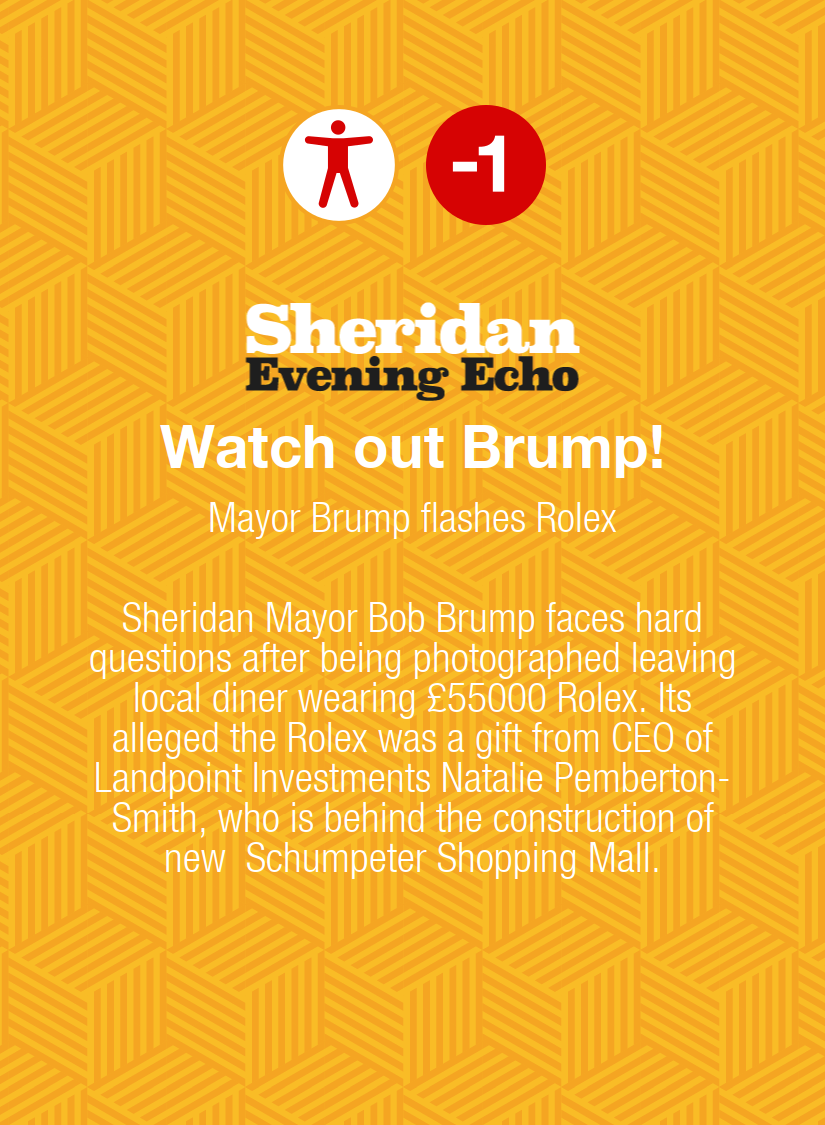 -1
Sheridan
Evening Echo
Watch out Brump!
Mayor Brump flashes Rolex
Sheridan Mayor Bob Brump faces hard
questions after being photographed leaving
local diner wearing £55000 Rolex. Its
alleged the Rolex was a gift from CEO of
Landpoint Investments Natalie Pemberton-
Smith, who is behind the construction of
new  Schumpeter Shopping Mall.